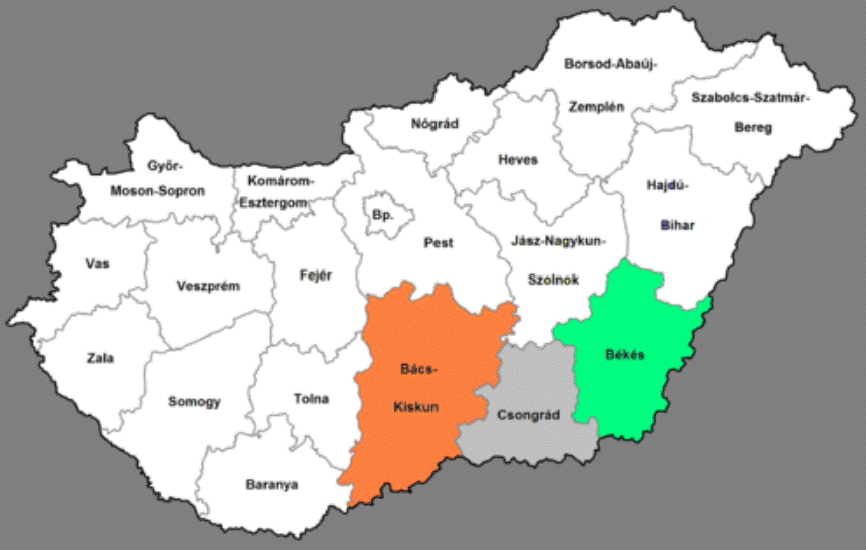 Borsod-Abaúj-
Zemplén
Szabolcs-Szatmár-
Bereg
Nógrád
Heves
Győr-
Moson-Sopron
Komárom-
Esztergom
Hajdú-
Bihar
Bp.
Pest
Jász-Nagykun-
Szolnok
Vas
Veszprém
Fejér
Zala
Somogy
Tolna
Bács-
Kiskun
Békés
Csongrád
Baranya